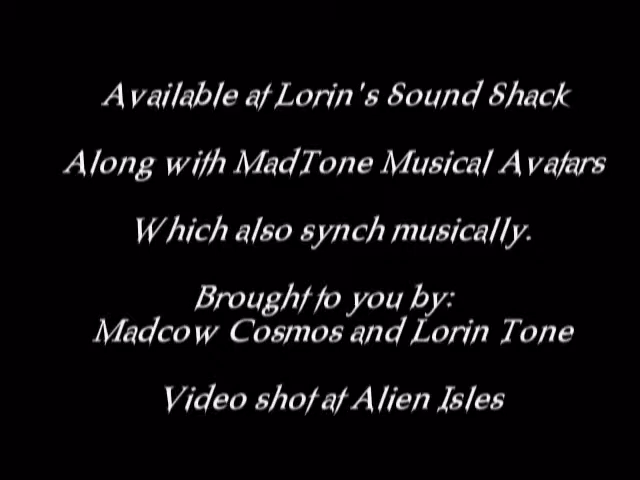 Available at Lorin's Sound Shack
Along with MadTone Musical Avatars
Which also synch musically.
Brought to you by:
Madcow Cosmos and Lorin Tone
Video shot at Alien Isles